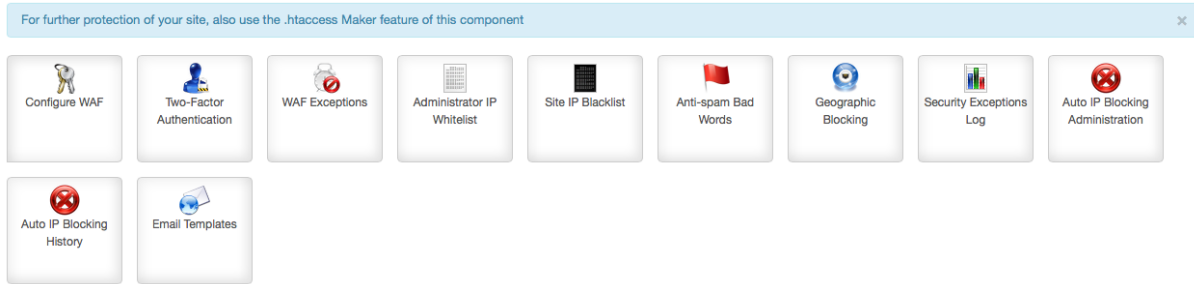 For further protection of your site, also use the .htaccess Maker feature of this component
×
Configure WAF
Two-Factor
Authentication
WAF Exceptions
Administrator IP
Whitelist
Site IP Blacklist
Anti-spam Bad
Words
Geographic
Blocking
Security Exceptions
Log
Auto IP Blocking
Administration
Auto IP Blocking
History
Email Templates